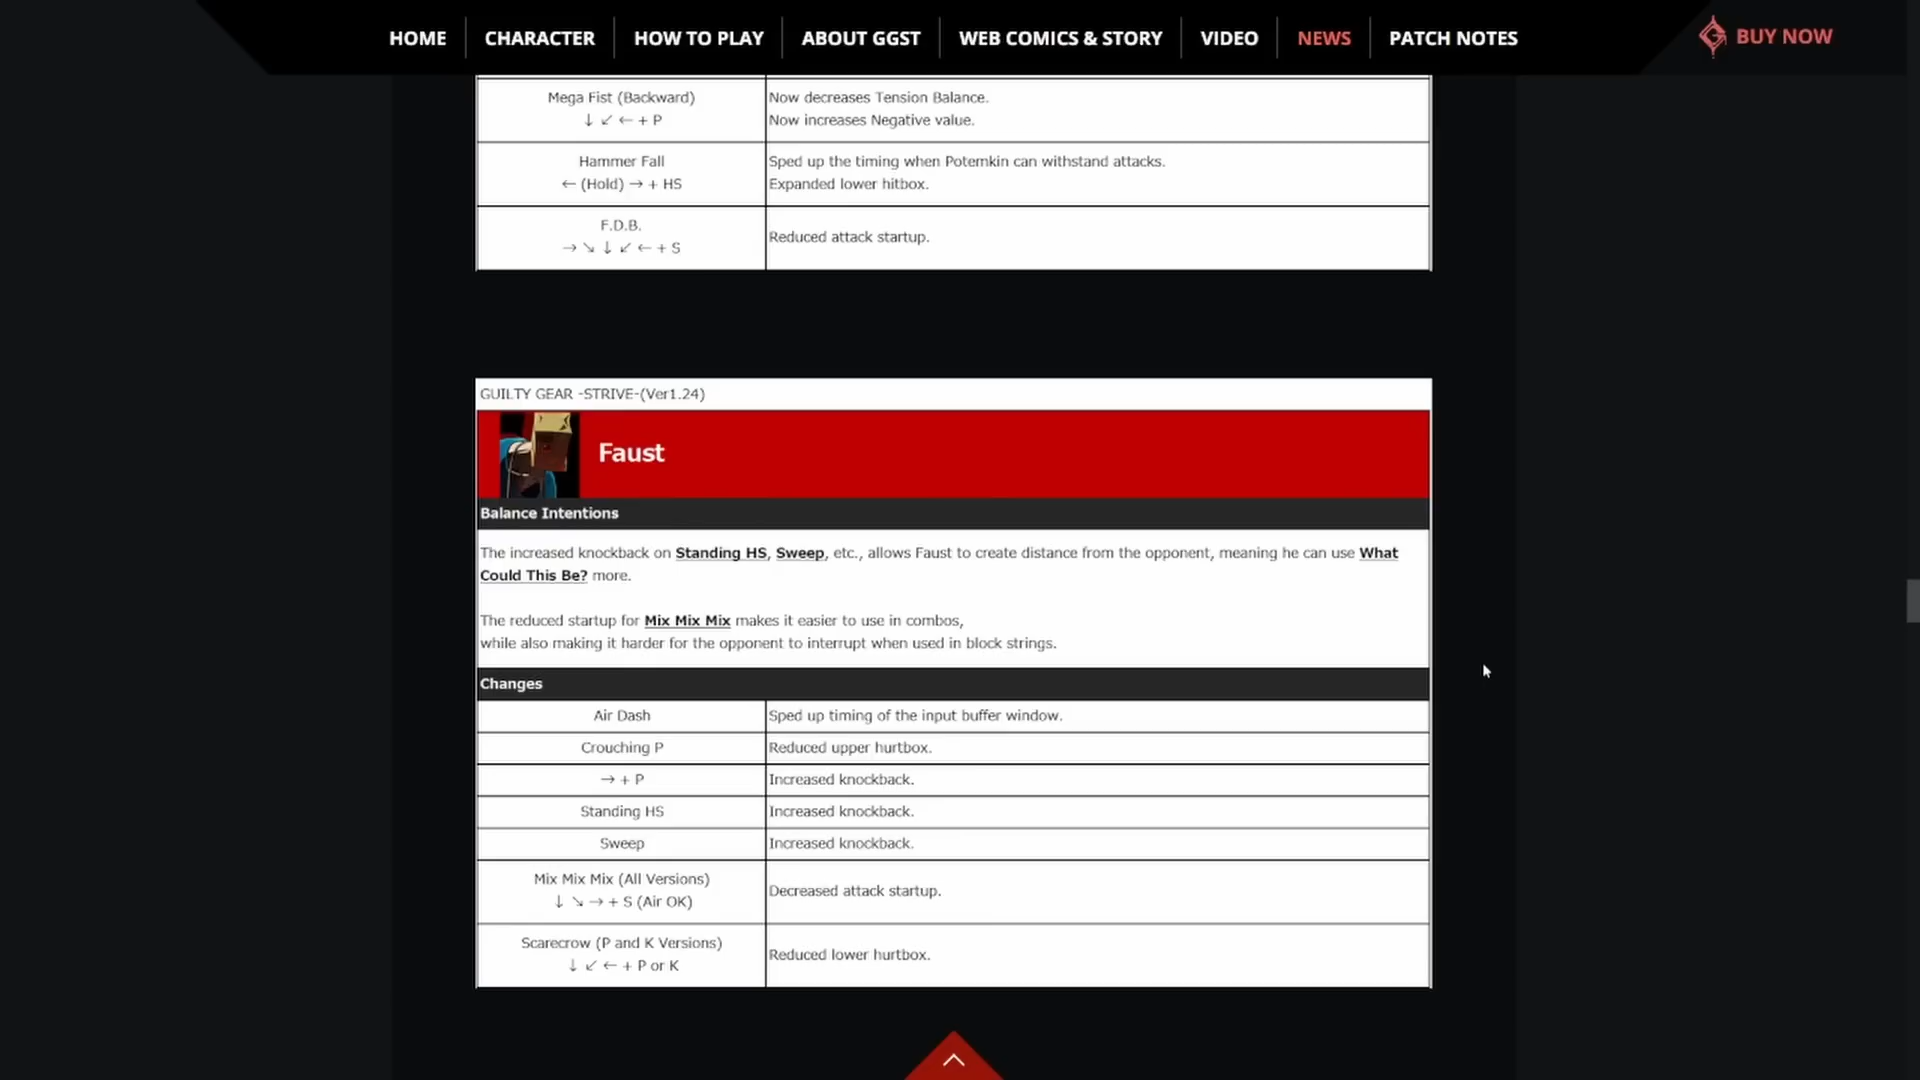 HOME
CHARACTER
HOW TO PLAY
ABOUT GGST
WEB COMICS & STORY
VIDEO
NEWS
PATCH NOTES
BUY NOW
Mega Fist (Backward)
↓ ↙ ← + P
Now decreases Tension Balance.
Now increases Negative value.
Hammer Fall
← (Hold) → + HS
Sped up the timing when Potemkin can withstand attacks.
Expanded lower hitbox.
F.D.B.
→ ↘ ↓ ↙ ← + S
Reduced attack startup.
GUILTY GEAR -STRIVE-(Ver1.24)
Faust
Balance Intentions
The increased knockback on Standing HS, Sweep, etc., allows Faust to create distance from the opponent, meaning he can use What
Could This Be? more.
The reduced startup for Mix Mix Mix makes it easier to use in combos,
while also making it harder for the opponent to interrupt when used in block strings.
Changes
Air Dash
Sped up timing of the input buffer window.
Crouching P
Reduced upper hurtbox.
→ + P
Increased knockback.
Standing HS
Increased knockback.
Sweep
Increased knockback.
Mix Mix Mix (All Versions)
↓ ↘ → + S (Air OK)
Decreased attack startup.
Scarecrow (P and K Versions)
↓ ↙ ← + P or K
Reduced lower hurtbox.